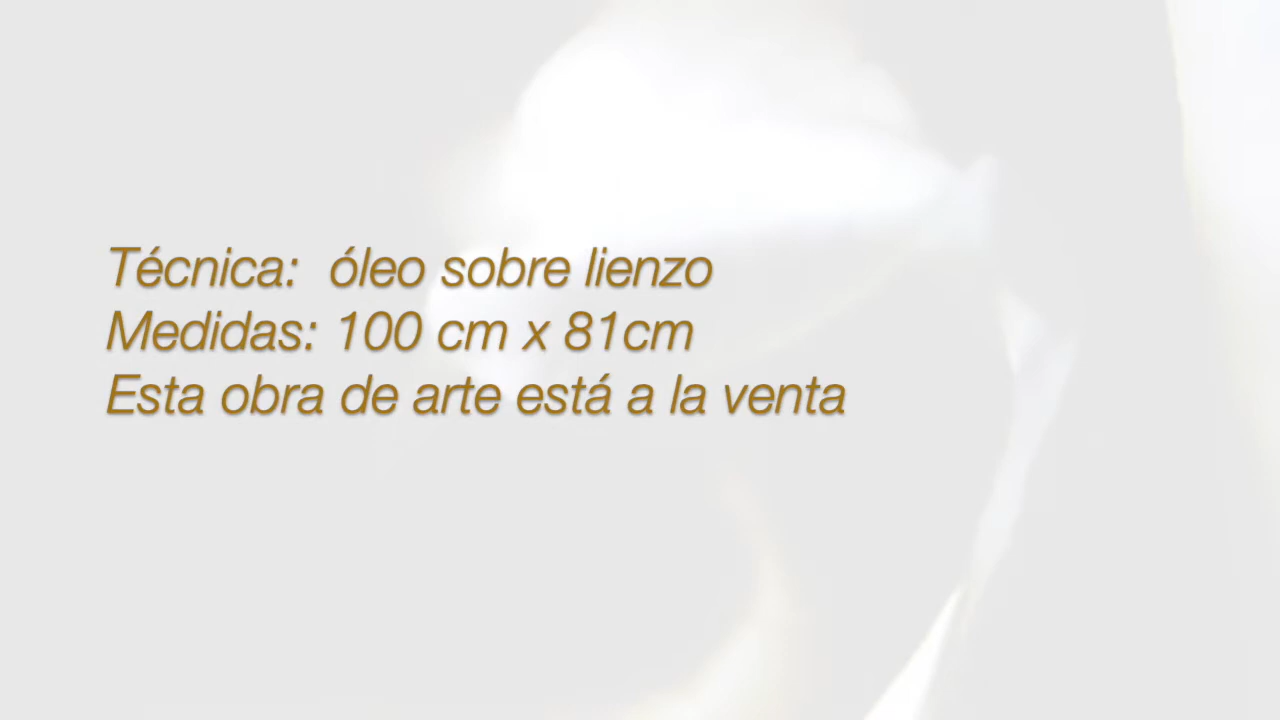 Técnica:  óleo sobre lienzo
Medidas: 100 cm x 81cm
Esta obra de arte está a la venta